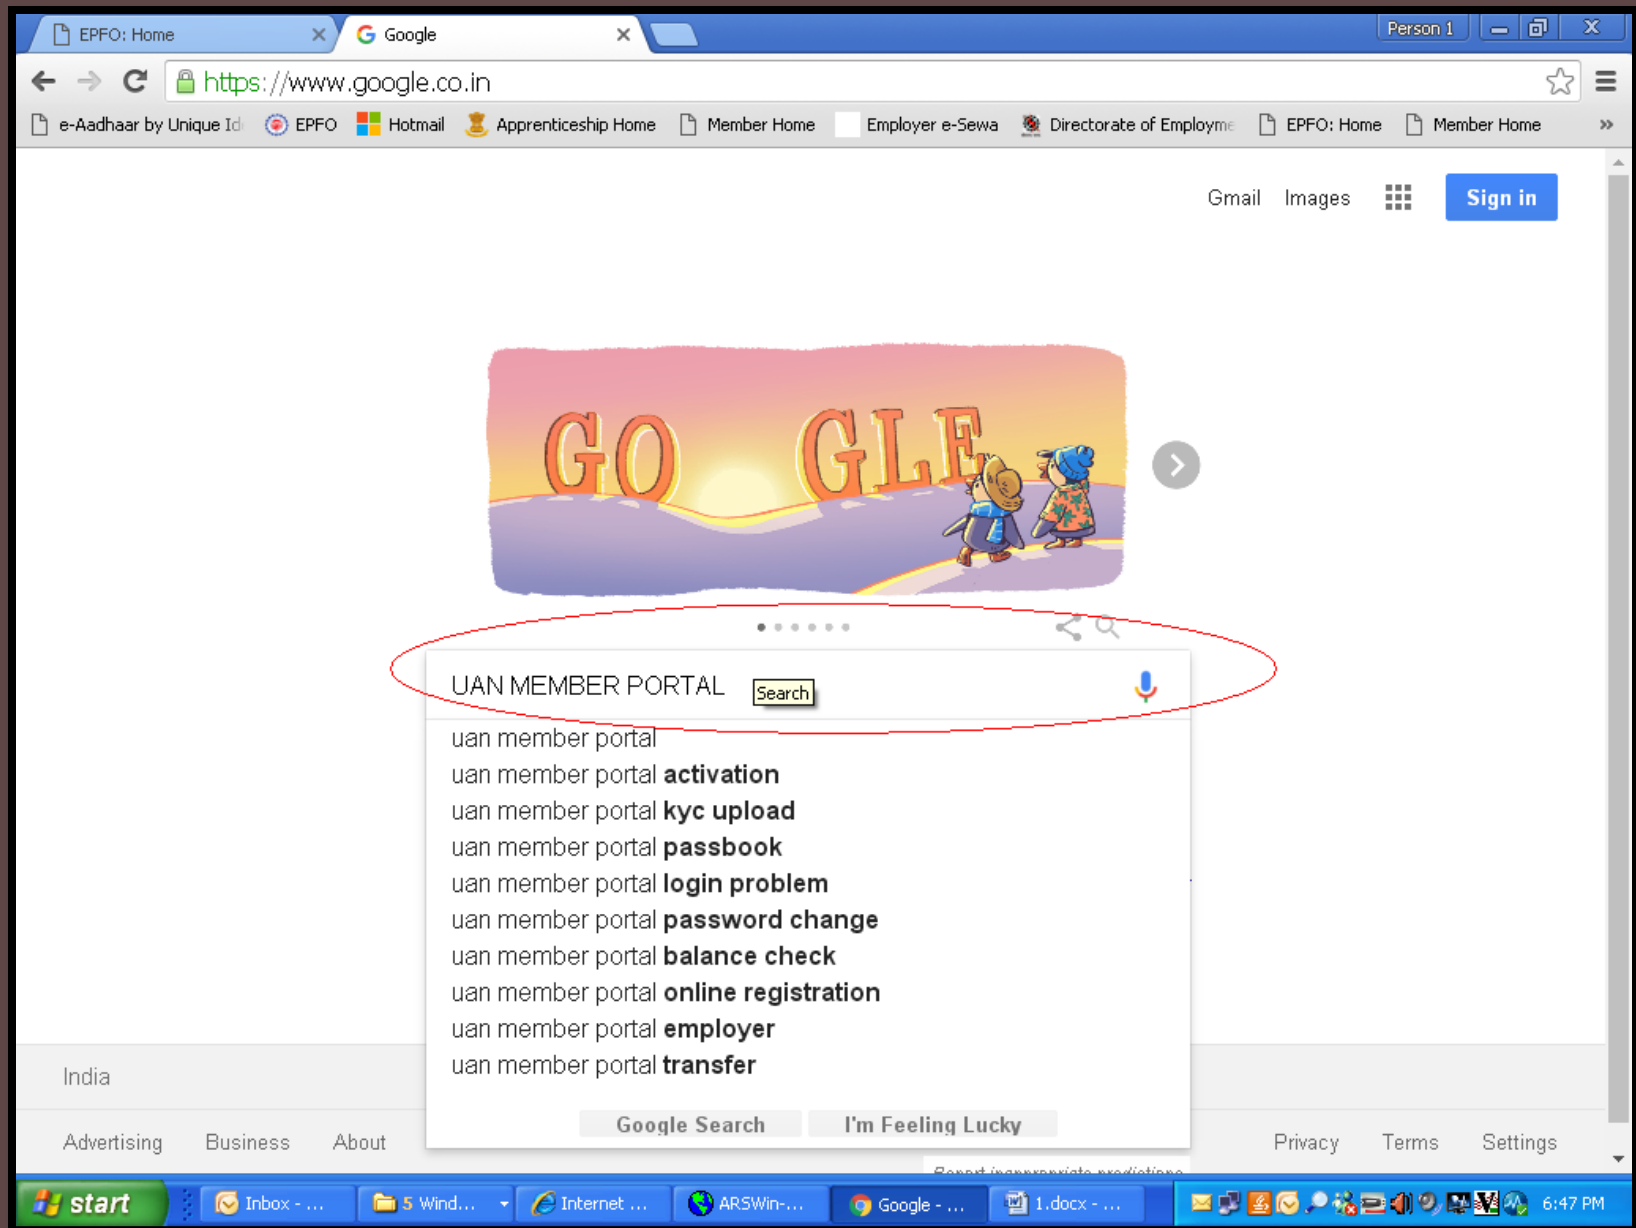 EPFO: Home
Google
Person 1
https://www.google.co.in
e-Aadhaar by Unique Id
EPFO
Hotmail
Apprenticeship Home
Member Home
Employer e-Sewa
Directorate of Employme
EPFO: Home
Member Home
Gmail
Images
Sign in
GO GLE
UAN MEMBER PORTAL
Search
uan member portal
uan member portal activation
uan member portal kyc upload
uan member portal passbook
uan member portal login problem
uan member portal password change
uan member portal balance check
uan member portal online registration
uan member portal employer
uan member portal transfer
Google Search
I'm Feeling Lucky
Report inappropriate predictions
India
Advertising
Business
About
Privacy
Terms
Settings
start
Inbox - ...
5 Wind...
Internet ...
ARSWin-...
Google - ...
1.docx - ...
6:47 PM